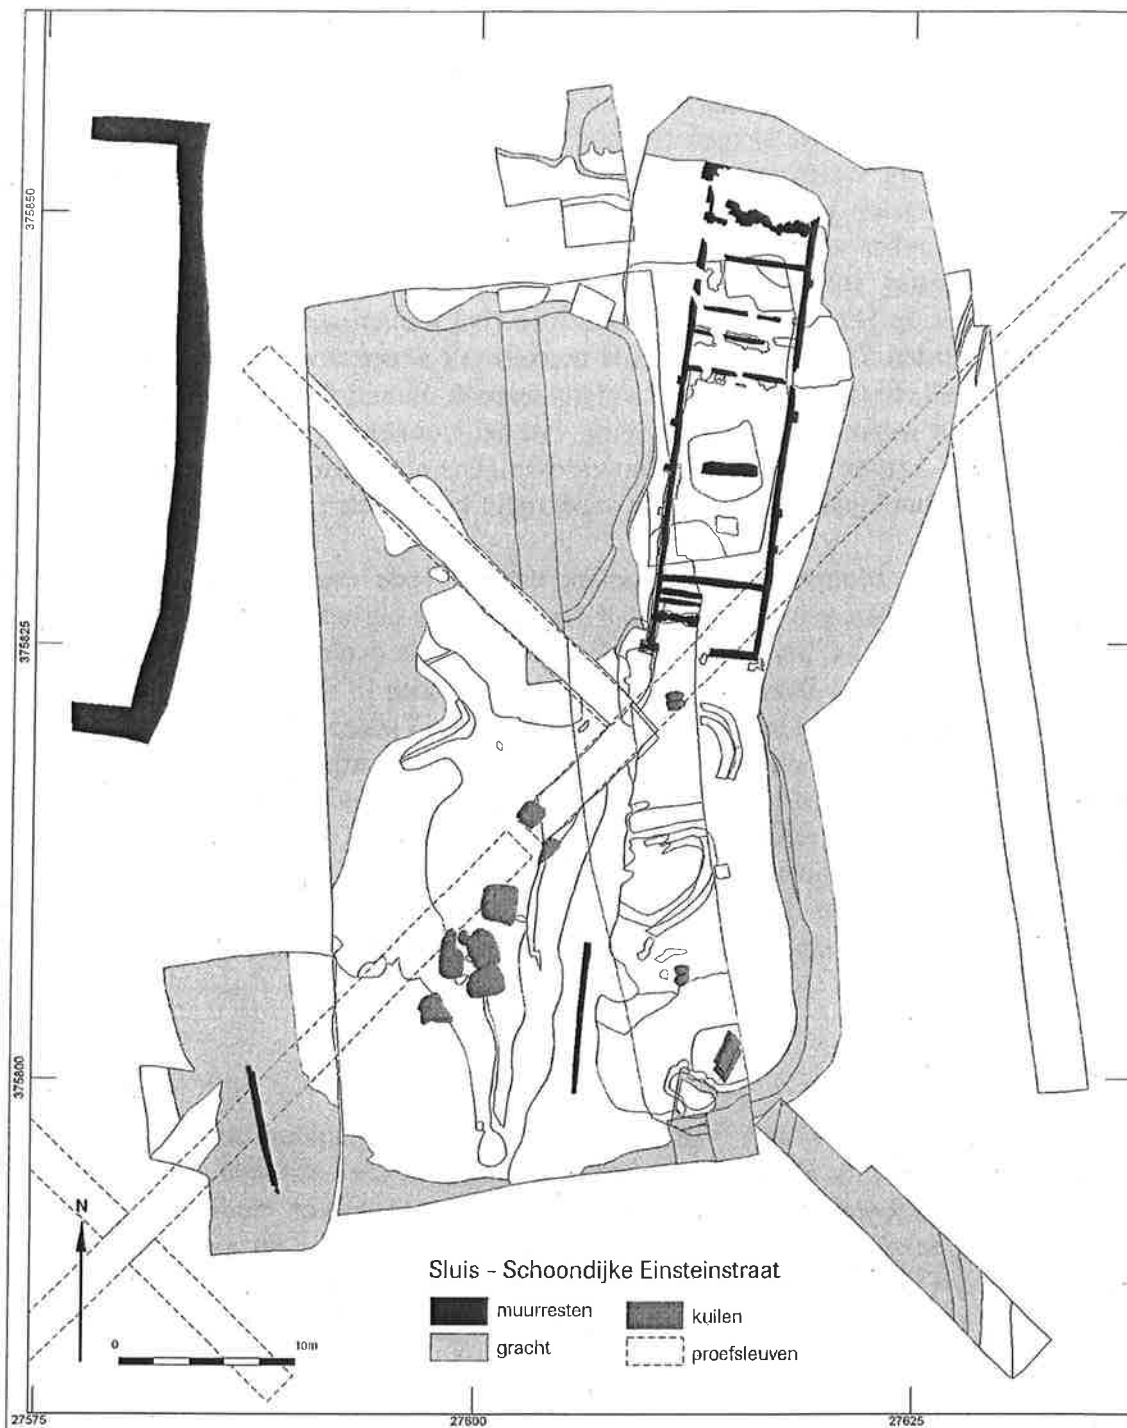 375850
375825
375800
N
Sluis - Schoondijke Einsteinstraat
muurresten
kuilen
gracht
proefsleuven
0
10m
27575
27600
27625